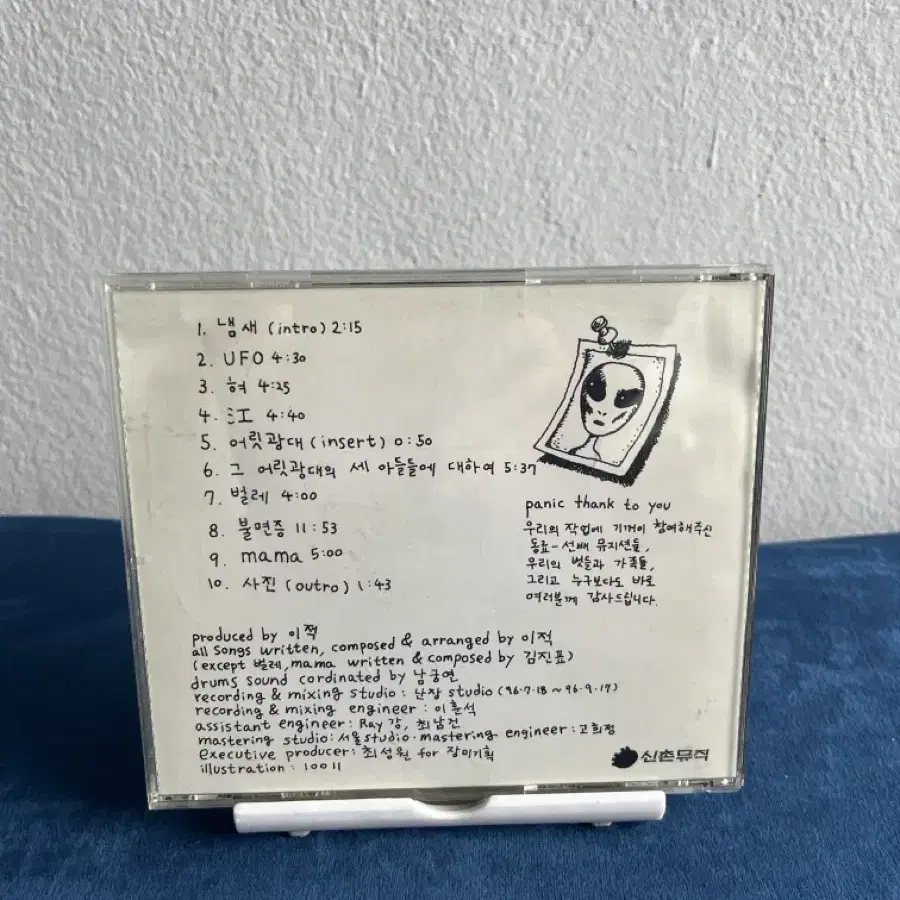 1. 냄새 (intro) 2:15
2. UFO 4:30
3. 혀 4:25
4. 江 4:40
5. 어릿광대 (insert) 0:50
6. 그 어릿광대의 세 아들들에 대하여 5:37
7. 벌레 4:00
8. 불면증 11:53
9. mama 5:00
10. 사진 (outro) 1:43
panic thank to you
우리의 작업에 기꺼이 참여해주신
동료-선배 뮤지션들,
우리의 벗들과 가족들,
그리고 누구보다도 바로
여러분께 감사드립니다.
produced by 이적
all songs written, composed & arranged by 이적
(except 벌레, mama written & composed by 김진표)
drums sound cordinated by 남궁연
recording & mixing studio : 난장 studio (96·7·18 ~ 96·9·17)
recording & mixing engineer : 이훈석
assistant engineer : Ray 강, 최남진
mastering studio : 서울 studio · mastering engineer : 고희정
executive producer : 최성원 for 장미기획
illustration : 10011
신촌뮤직